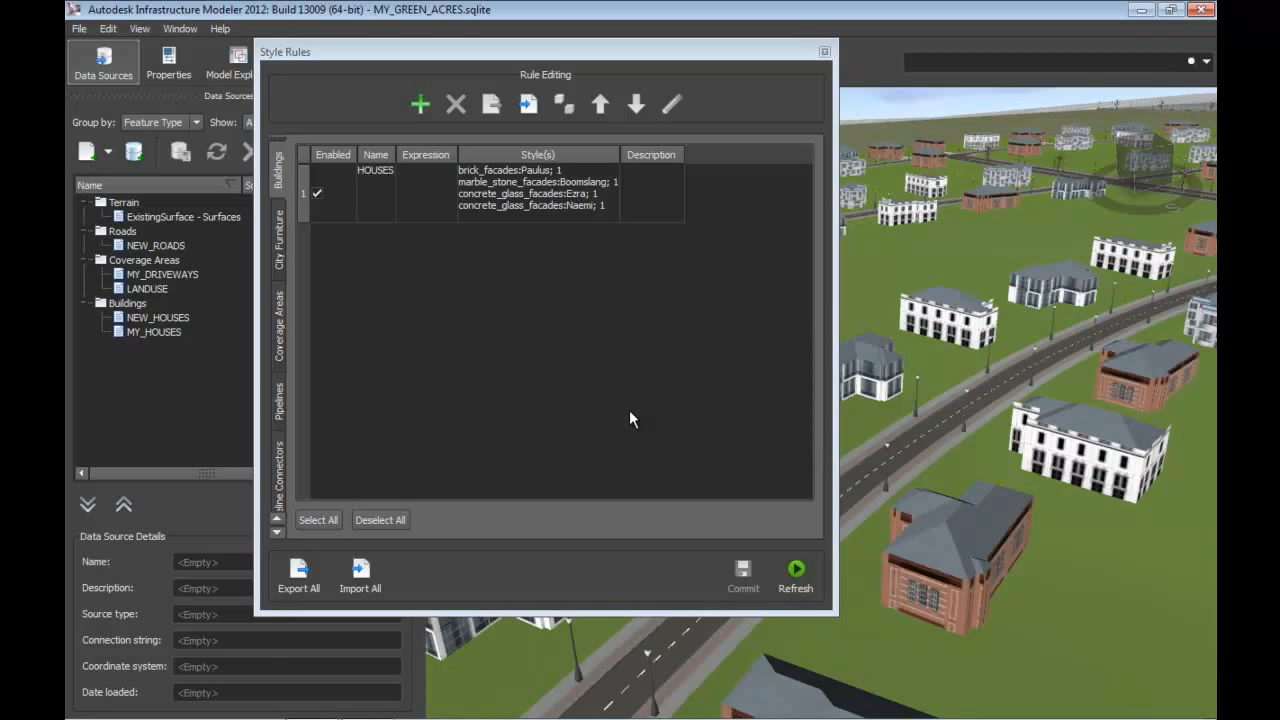 Autodesk Infrastructure Modeler 2012: Build 13009 (64-bit) - MY_GREEN_ACRES.sqlite
File Edit View Window Help
Data Sources Properties Model Expl
Style Rules
Rule Editing
Data Sources
Group by: Feature Type Show: A
Name
Terrain
ExistingSurface - Surfaces
Roads
NEW_ROADS
Coverage Areas
MY_DRIVEWAYS
LANDUSE
Buildings
NEW_HOUSES
MY_HOUSES
Buildings
City Furniture
Coverage Areas
Pipelines
eline Connectors
Enabled Name Expression Style(s) Description
1 HOUSES brick_facades:Paulus; 1
marble_stone_facades:Boomslang; 1
concrete_glass_facades:Ezra; 1
concrete_glass_facades:Naemi; 1
Select All Deselect All
Export All Import All Commit Refresh
Data Source Details
Name: <Empty>
Description: <Empty>
Source type: <Empty>
Connection string: <Empty>
Coordinate system: <Empty>
Date loaded: <Empty>